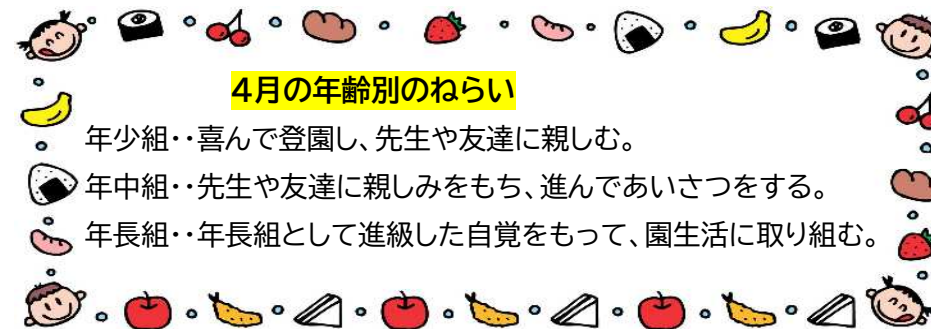 4月の年齢別のねらい
年少組‥喜んで登園し、先生や友達に親しむ。
年中組‥先生や友達に親しみをもち、進んであいさつをする。
年長組‥年長組として進級した自覚をもって、園生活に取り組む。